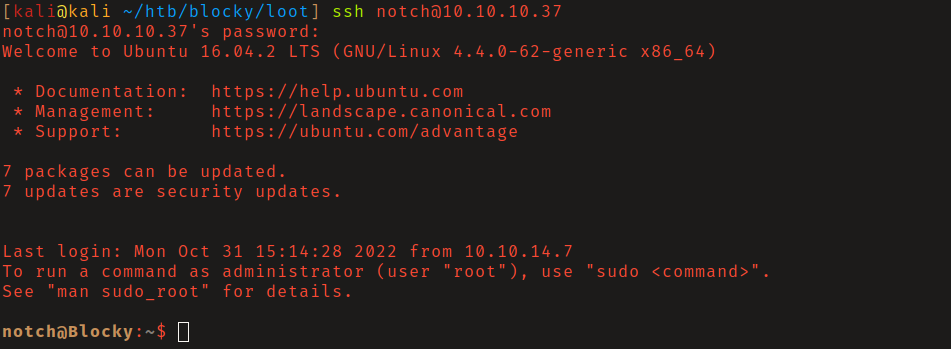 [kali@kali ~/htb/blocky/loot] ssh notch@10.10.10.37
notch@10.10.10.37's password:
Welcome to Ubuntu 16.04.2 LTS (GNU/Linux 4.4.0-62-generic x86_64)
* Documentation:  https://help.ubuntu.com
* Management:     https://landscape.canonical.com
* Support:        https://ubuntu.com/advantage
7 packages can be updated.
7 updates are security updates.
Last login: Mon Oct 31 15:14:28 2022 from 10.10.14.7
To run a command as administrator (user "root"), use "sudo <command>".
See "man sudo_root" for details.
notch@Blocky:~$